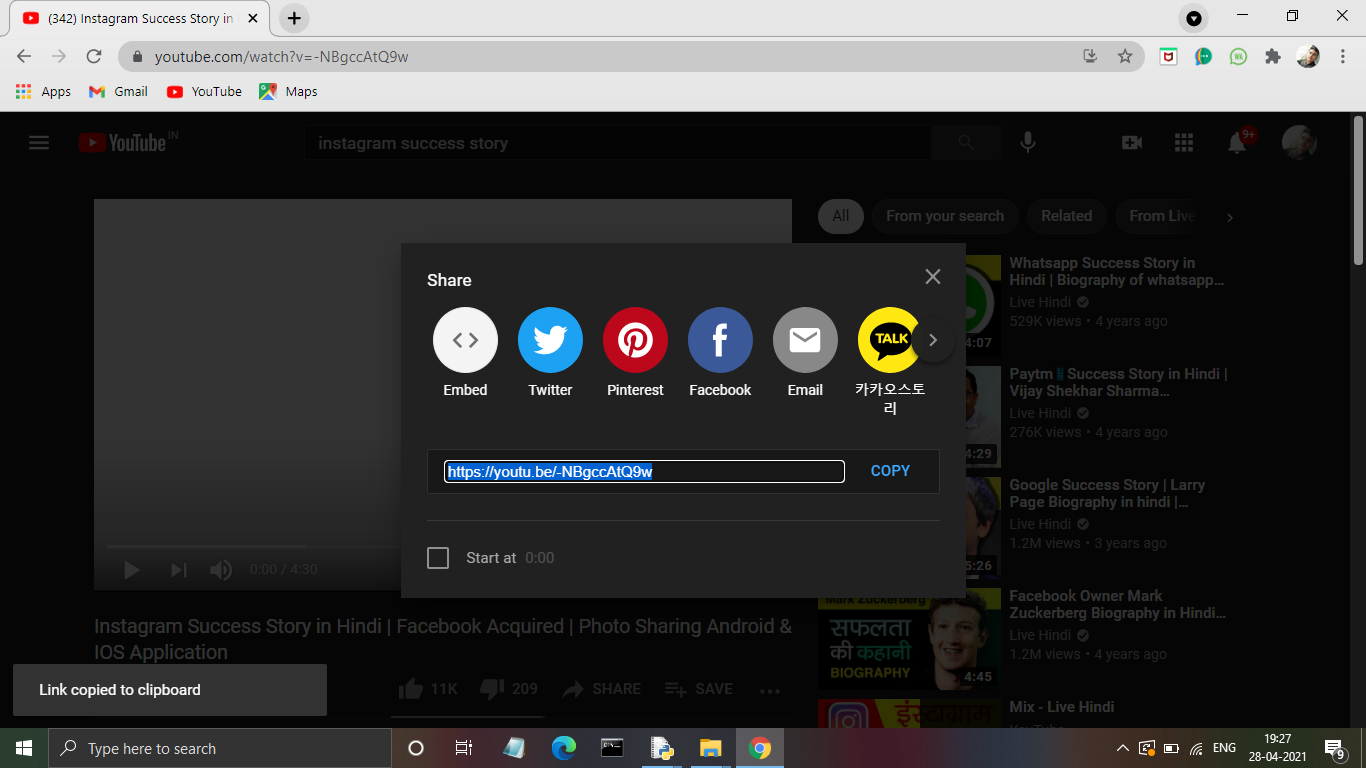 (342) Instagram Success Story in
youtube.com/watch?v=-NBgccAtQ9w
Apps
Gmail
YouTube
Maps
YouTube IN
instagram success story
9+
All
From your search
Related
From Live
Share
Embed
Twitter
Pinterest
Facebook
Email
TALK
카카오스토
리
https://youtu.be/-NBgccAtQ9w
COPY
Start at 0:00
0:00 / 4:30
Instagram Success Story in Hindi | Facebook Acquired | Photo Sharing Android &
IOS Application
11K
209
SHARE
SAVE
Link copied to clipboard
Whatsapp Success Story in
Hindi | Biography of whatsapp...
Live Hindi
529K views • 4 years ago
4:07
Paytm Success Story in Hindi |
Vijay Shekhar Sharma...
Live Hindi
276K views • 4 years ago
4:29
Google Success Story | Larry
Page Biography in hindi |...
Live Hindi
1.2M views • 3 years ago
5:26
Mark Zuckerberg
सफलता
की कहानी
BIOGRAPHY
4:45
Facebook Owner Mark
Zuckerberg Biography in Hindi...
Live Hindi
1.2M views • 4 years ago
इंस्टाग्राम
Mix - Live Hindi
YouTube
Type here to search
ENG
19:27
28-04-2021
9